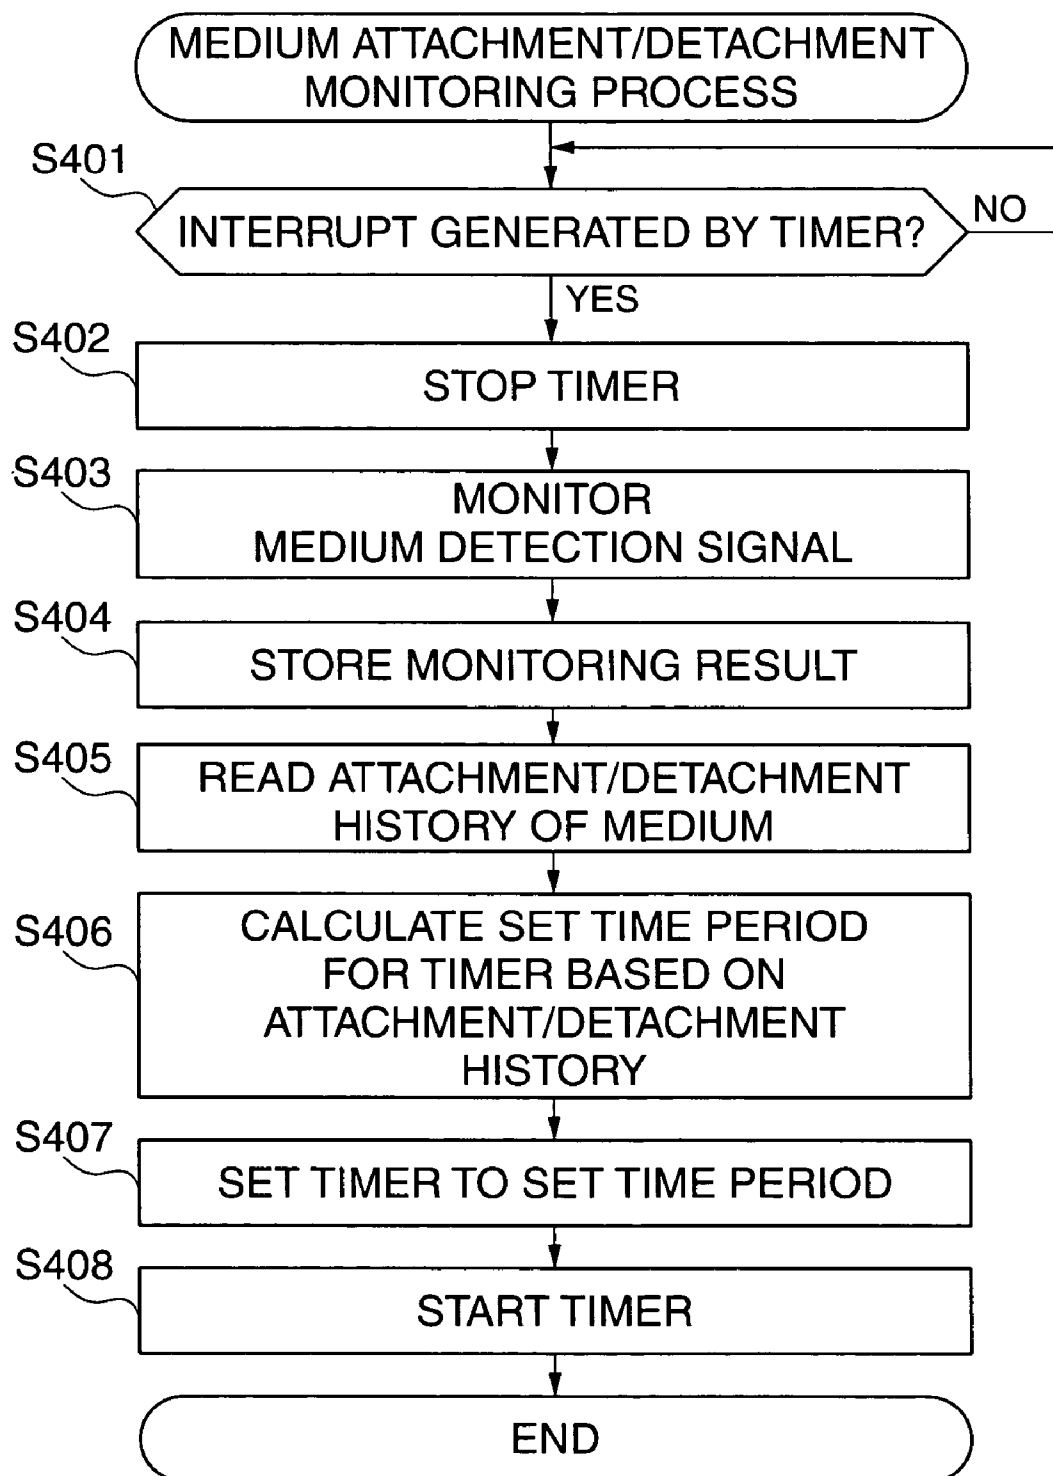 MEDIUM ATTACHMENT/DETACHMENT
MONITORING PROCESS
S401
INTERRUPT GENERATED BY TIMER?
NO
YES
S402
STOP TIMER
S403
MONITOR
MEDIUM DETECTION SIGNAL
S404
STORE MONITORING RESULT
S405
READ ATTACHMENT/DETACHMENT
HISTORY OF MEDIUM
S406
CALCULATE SET TIME PERIOD
FOR TIMER BASED ON
ATTACHMENT/DETACHMENT
HISTORY
S407
SET TIMER TO SET TIME PERIOD
S408
START TIMER
END